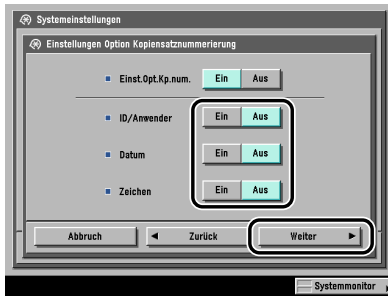 Systemeinstellungen
Einstellungen Option Kopiensatznummerierung
Einst.Opt.Kp.num. Ein Aus
ID/Anwender Ein Aus
Datum Ein Aus
Zeichen Ein Aus
Abbruch ◄ Zurück Weiter ►
Systemmonitor